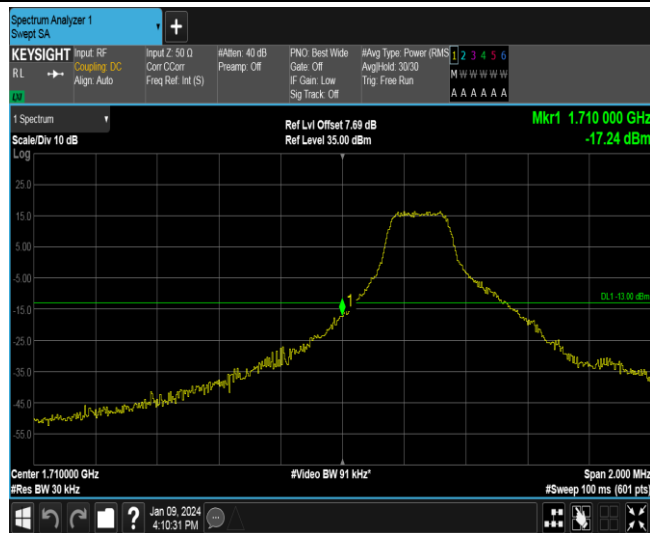 Spectrum Analyzer 1
Swept SA
+
KEYSIGHT
RL
Input: RF
Coupling: DC
Align: Auto
Input Z: 50 Ω
Corr CCorr
Freq Ref: Int (S)
#Atten: 40 dB
Preamp: Off
PNO: Best Wide
Gate: Off
IF Gain: Low
Sig Track: Off
#Avg Type: Power (RMS
Avg|Hold: 30/30
Trig: Free Run
1 2 3 4 5 6
M W W W W W
A A A A A A
1 Spectrum
Scale/Div 10 dB
Ref Lvl Offset 7.69 dB
Ref Level 35.00 dBm
Mkr1 1.710 000 GHz
-17.24 dBm
Log
25.0
15.0
5.00
-5.00
-15.0
-25.0
-35.0
-45.0
-55.0
1
DL1 -13.00 dBm
Center 1.710000 GHz
#Video BW 91 kHz*
Span 2.000 MHz
#Res BW 30 kHz
#Sweep 100 ms (601 pts)
?
Jan 09, 2024
4:10:31 PM